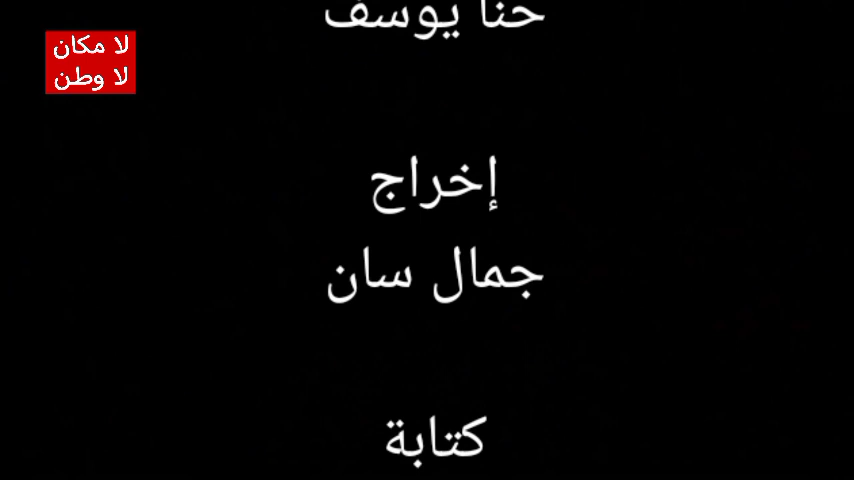 حنا يوسف
لا مكان
لا وطن
إخراج
جمال سان
كتابة